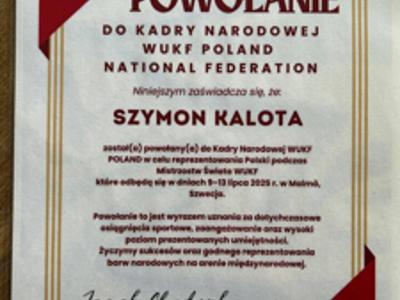 POWOŁANIE
DO KADRY NARODOWEJ
WUKF POLAND
NATIONAL FEDERATION
Niniejszym zaświadcza się, że:
SZYMON KALOTA
został(a) powołany(a) do Kadry Narodowej WUKF
POLAND w celu reprezentowania Polski podczas
Mistrzostw Świata WUKF
które odbędą się w dniach 9-13 lipca 2025 r. w Malmö,
Szwecja.
Powołanie to jest wyrazem uznania za dotychczasowe
osiągnięcia sportowe, zaangażowanie oraz wysoki
poziom prezentowanych umiejętności.
Życzymy sukcesów oraz godnego reprezentowania
barw narodowych na arenie międzynarodowej.